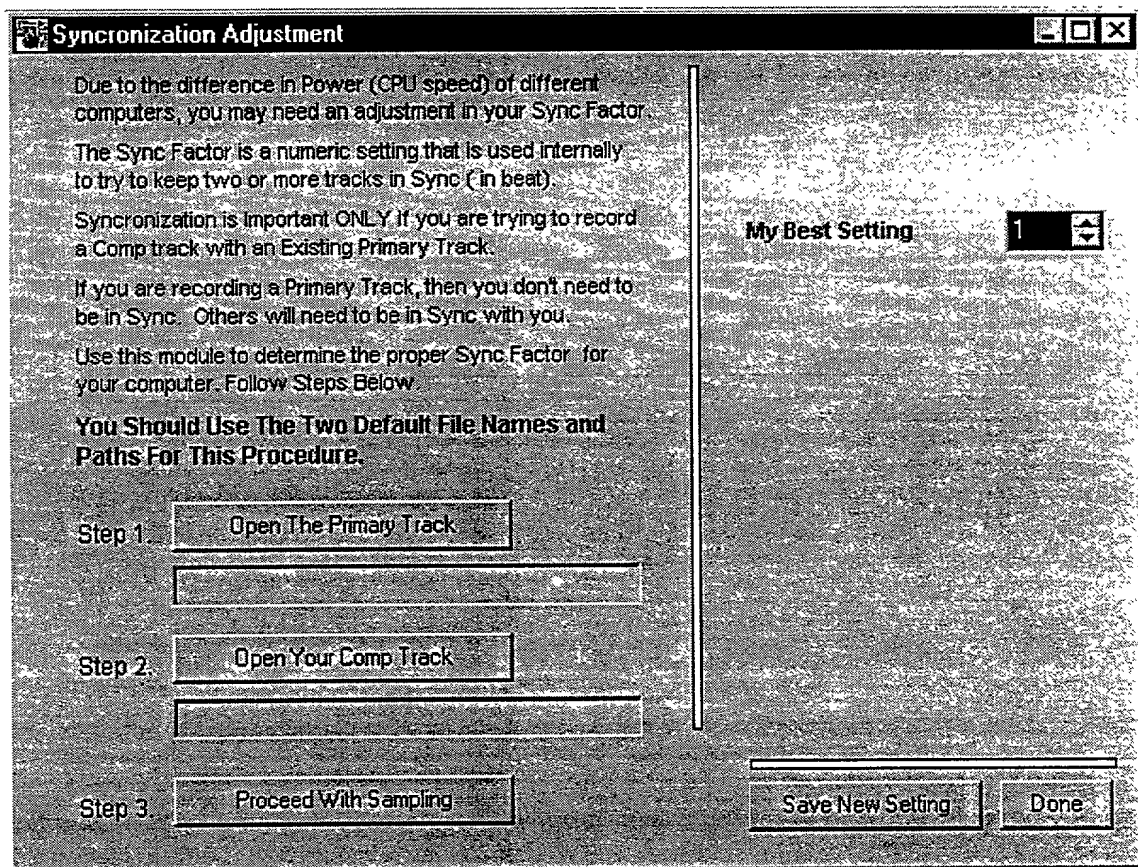 Syncronization Adjustment
Due to the difference in Power (CPU speed) of different
computers, you may need an adjustment in your Sync Factor.
The Sync Factor is a numeric setting that is used internally
to try to keep two or more tracks in Sync ( in beat).
Syncronization is Important ONLY if you are trying to record
a Comp track with an Existing Primary Track.
If you are recording a Primary Track, then you don't need to
be in Sync. Others will need to be in Sync with you.
Use this module to determine the proper Sync Factor for
your computer. Follow Steps Below.
You Should Use The Two Default File Names and
Paths For This Procedure.
Step 1. Open The Primary Track
Step 2. Open Your Comp Track
Step 3. Proceed With Sampling
My Best Setting 1
Save New Setting Done